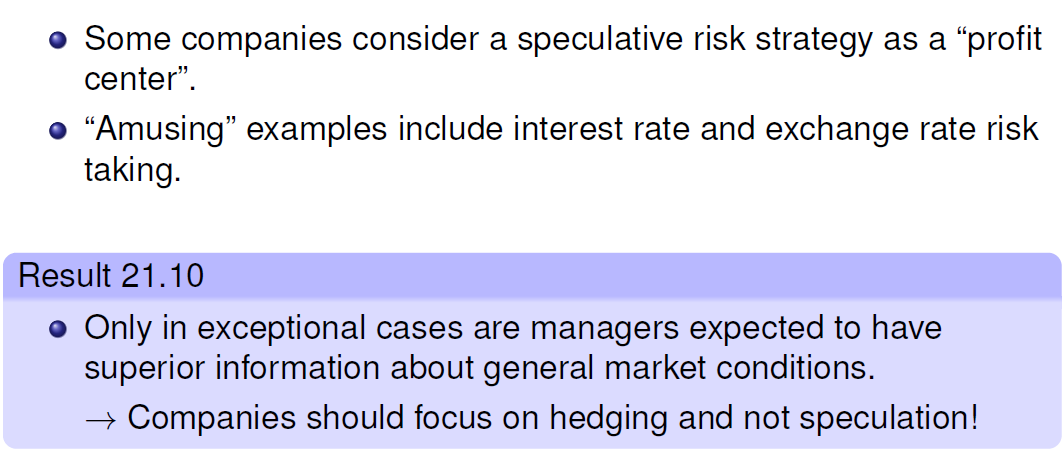 Some companies consider a speculative risk strategy as a “profit
center”.
“Amusing” examples include interest rate and exchange rate risk
taking.
Result 21.10
Only in exceptional cases are managers expected to have
superior information about general market conditions.
→ Companies should focus on hedging and not speculation!